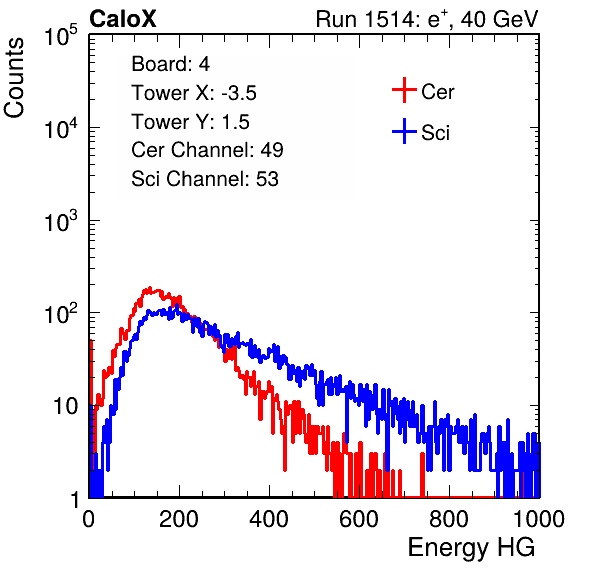 CaloX Run 1514: e⁺, 40 GeV
Counts
Board: 4
Tower X: -3.5
Tower Y: 1.5
Cer Channel: 49
Sci Channel: 53
Cer
Sci
10⁵
10⁴
10³
10²
10
1
0 200 400 600 800 1000
Energy HG